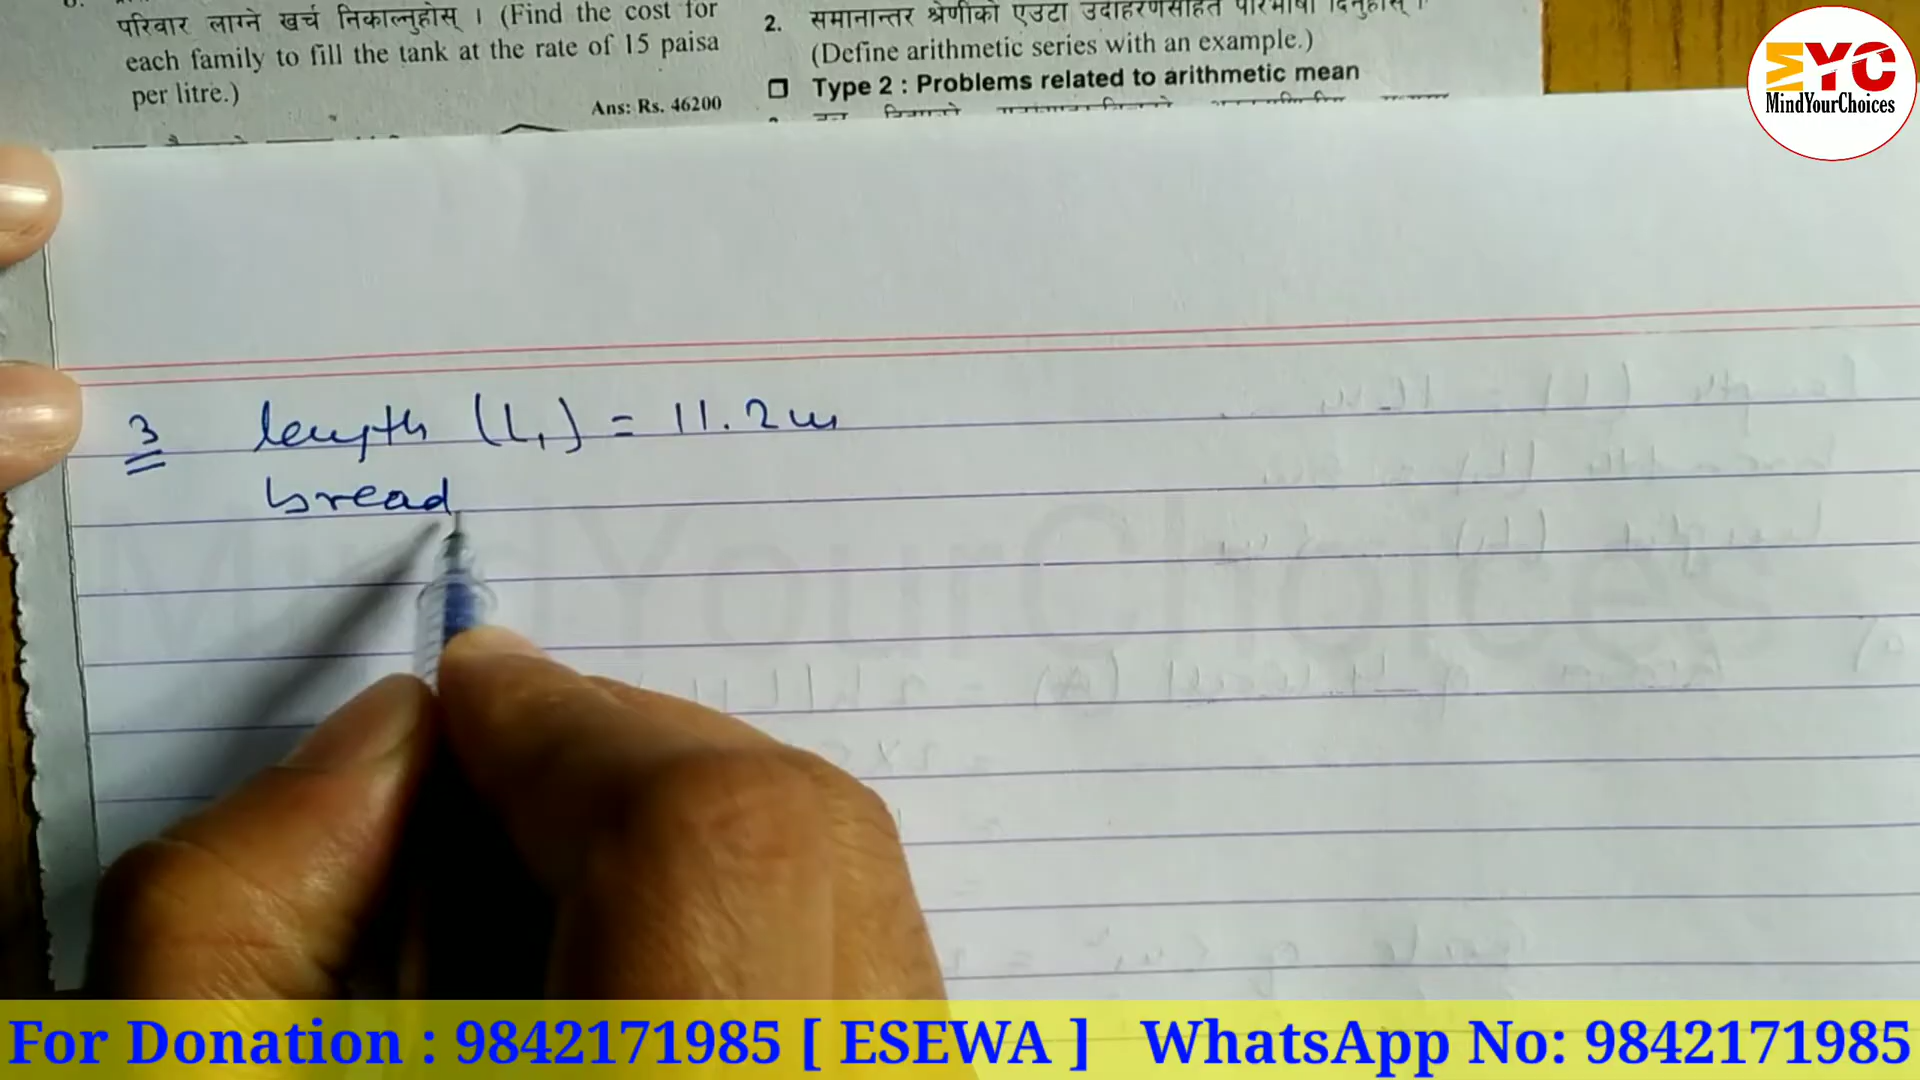 परिवार लाग्ने खर्च निकाल्नुहोस् । (Find the cost for
each family to fill the tank at the rate of 15 paisa
per litre.)
Ans: Rs. 46200
2. समानान्तर श्रेणीको एउटा उदाहरणसहित परिभाषा दिनुहोस् ।
(Define arithmetic series with an example.)
Type 2 : Problems related to arithmetic mean
MYC
MindYourChoices
3 length (L₁) = 11.2m
bread
MindYourChoices
For Donation : 9842171985 [ ESEWA ] WhatsApp No: 9842171985